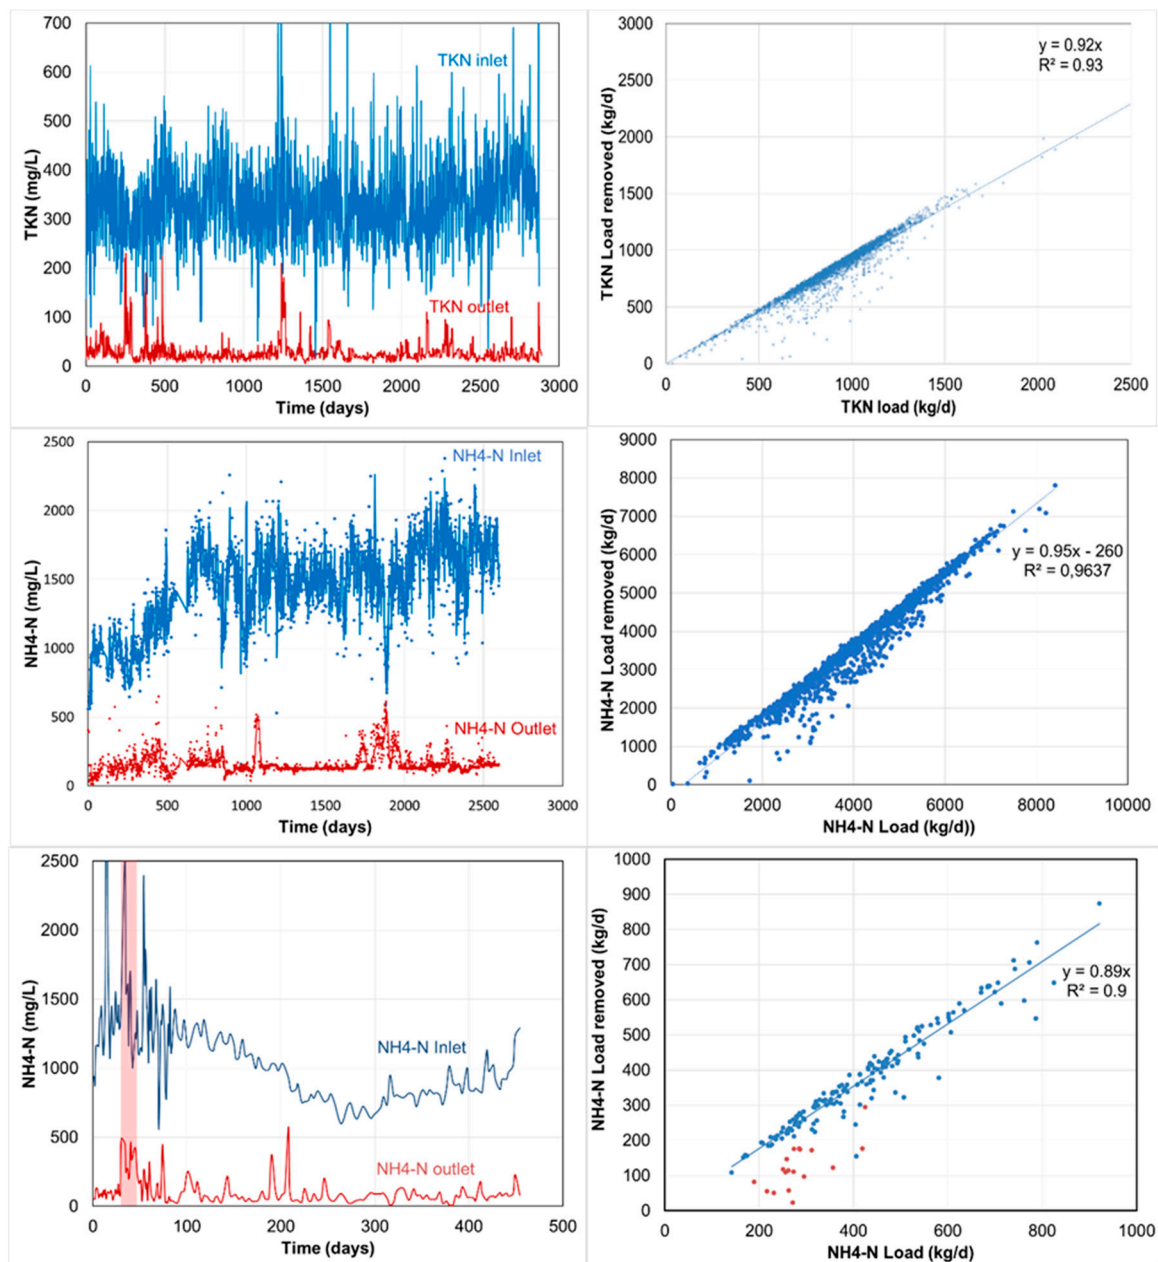 700
600
500
400
300
200
100
0
TKN (mg/L)
TKN inlet
TKN outlet
0 500 1000 1500 2000 2500 3000
Time (days)
3000
2500
2000
1500
1000
500
0
TKN Load removed (kg/d)
y = 0.92x
R² = 0.93
500 1000 1500 2000 2500
TKN load (kg/d)
2500
2000
1500
1000
500
0
NH4-N (mg/L)
NH4-N Inlet
NH4-N Outlet
0 500 1000 1500 2000 2500 3000
Time (days)
9000
8000
7000
6000
5000
4000
3000
2000
1000
0
NH4-N Load removed (kg/d)
y = 0.95x - 260
R² = 0,9637
2000 4000 6000 8000 10000
NH4-N Load (kg/d))
2500
2000
1500
1000
500
0
NH4-N (mg/L)
NH4-N Inlet
NH4-N outlet
0 100 200 300 400 500
Time (days)
1000
900
800
700
600
500
400
300
200
100
0
NH4-N Load removed (kg/d)
y = 0.89x
R² = 0.9
0 200 400 600 800 1000
NH4-N Load (kg/d)